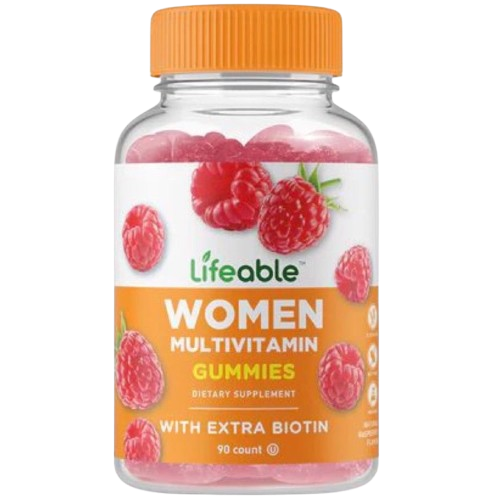 Lifeable™
WOMEN
MULTIVITAMIN
GUMMIES
DIETARY SUPPLEMENT
WITH EXTRA BIOTIN
90 count Ⓤ